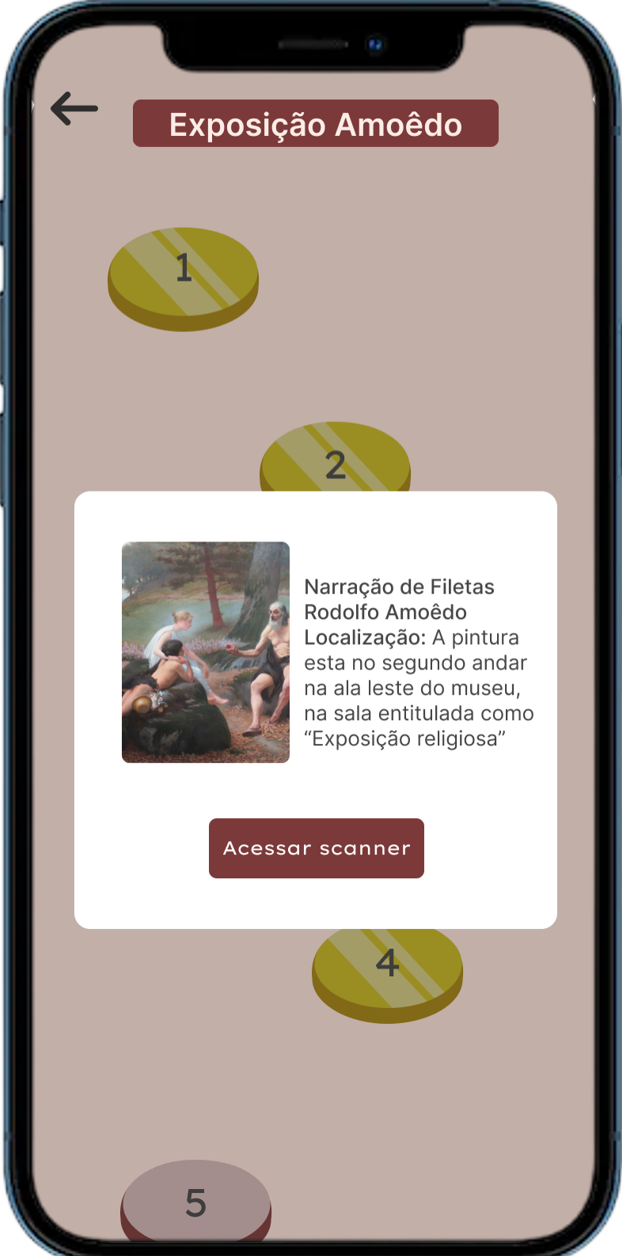 Exposição Amoêdo
1
2
Narração de Filetas
Rodolfo Amoêdo
Localização: A pintura
esta no segundo andar
na ala leste do museu,
na sala entitulada como
“Exposição religiosa”
Acessar scanner
4
5